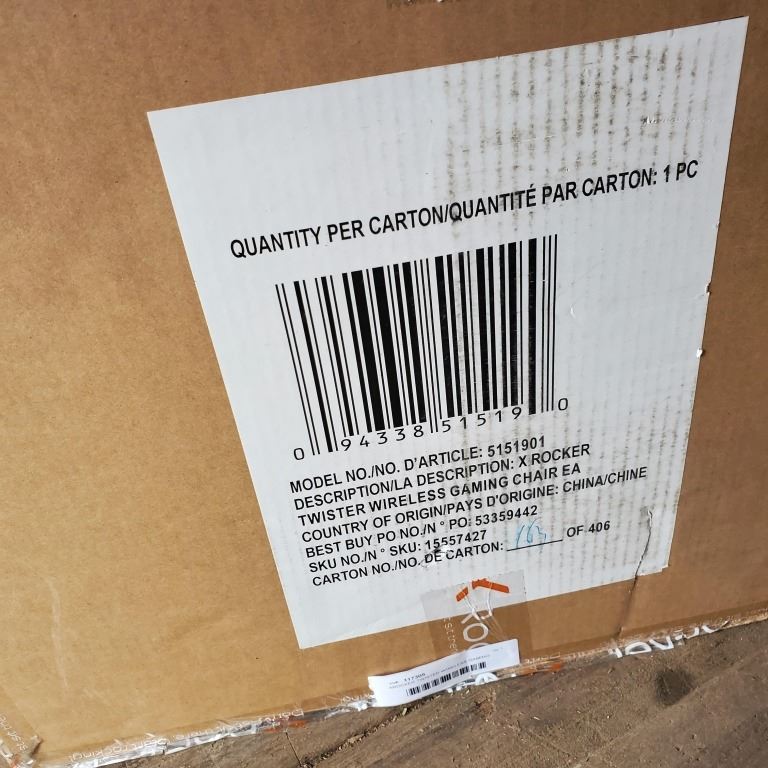 QUANTITY PER CARTON/QUANTITÉ PAR CARTON: 1 PC
0 94338 51519 0
MODEL NO./NO. D'ARTICLE: 5151901
DESCRIPTION/LA DESCRIPTION: X ROCKER
TWISTER WIRELESS GAMING CHAIR EA
COUNTRY OF ORIGIN/PAYS D'ORIGINE: CHINA/CHINE
BEST BUY PO NO./N° PO: 53359442
SKU NO./N° SKU: 15557427
CARTON NO./NO. DE CARTON: 163 OF 406